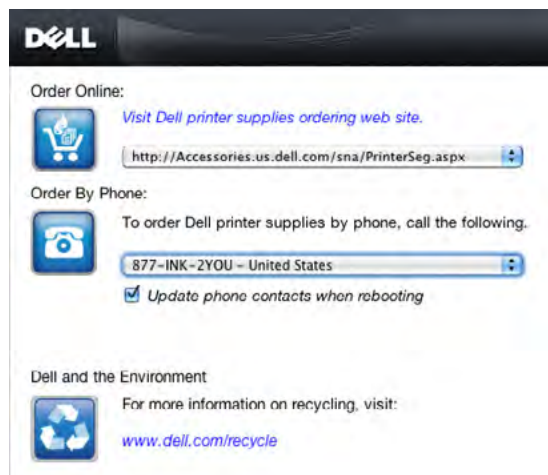 DELL
Order Online:
Visit Dell printer supplies ordering web site.
http://Accessories.us.dell.com/sna/PrinterSeg.aspx
Order By Phone:
To order Dell printer supplies by phone, call the following.
877-INK-2YOU - United States
Update phone contacts when rebooting
Dell and the Environment
For more information on recycling, visit:
www.dell.com/recycle